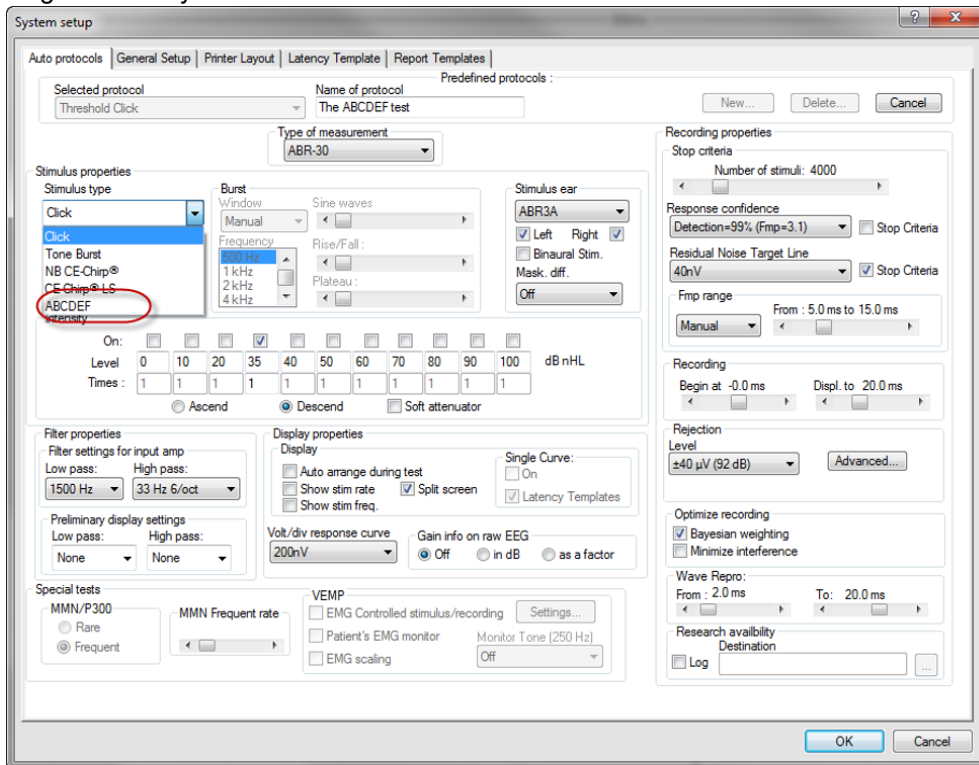 System setup
Auto protocols General Setup Printer Layout Latency Template Report Templates
Predefined protocols :
Selected protocol
Threshold Click
Name of protocol
The ABCDEF test
New... Delete... Cancel
Type of measurement
ABR-30
Stimulus properties
Stimulus type
Click
Click
Tone Burst
NB CE-Chirp®
CE-Chirp® LS
ABCDEF
Burst
Window
Manual
Sine waves
Frequency
500 Hz
1 kHz
2 kHz
4 kHz
Rise/Fall :
Plateau :
Stimulus ear
ABR3A
Left Right
Binaural Stim.
Mask. diff.
Off
Intensity
On:
Level 0 10 20 35 40 50 60 70 80 90 100 dB nHL
Times : 1 1 1 1 1 1 1 1 1 1 1
Ascend Descend Soft attenuator
Filter properties
Filter settings for input amp
Low pass: High pass:
1500 Hz 33 Hz 6/oct
Preliminary display settings
Low pass: High pass:
None None
Display properties
Display
Auto arrange during test
Show stim rate Split screen
Show stim freq.
Single Curve:
On
Latency Templates
Volt/div response curve
200nV
Gain info on raw EEG
Off in dB as a factor
Special tests
MMN/P300
Rare
Frequent
MMN Frequent rate
VEMP
EMG Controlled stimulus/recording Settings...
Patient's EMG monitor
EMG scaling
Monitor Tone (250 Hz)
Off
Recording properties
Stop criteria
Number of stimuli: 4000
Response confidence
Detection=99% (Fmp=3.1) Stop Criteria
Residual Noise Target Line
40nV Stop Criteria
Fmp range
Manual
From : 5.0 ms to 15.0 ms
Recording
Begin at -0.0 ms Displ. to 20.0 ms
Rejection
Level
±40 µV (92 dB) Advanced...
Optimize recording
Bayesian weighting
Minimize interference
Wave Repro:
From : 2.0 ms To: 20.0 ms
Research availbility
Destination
Log ...
OK Cancel